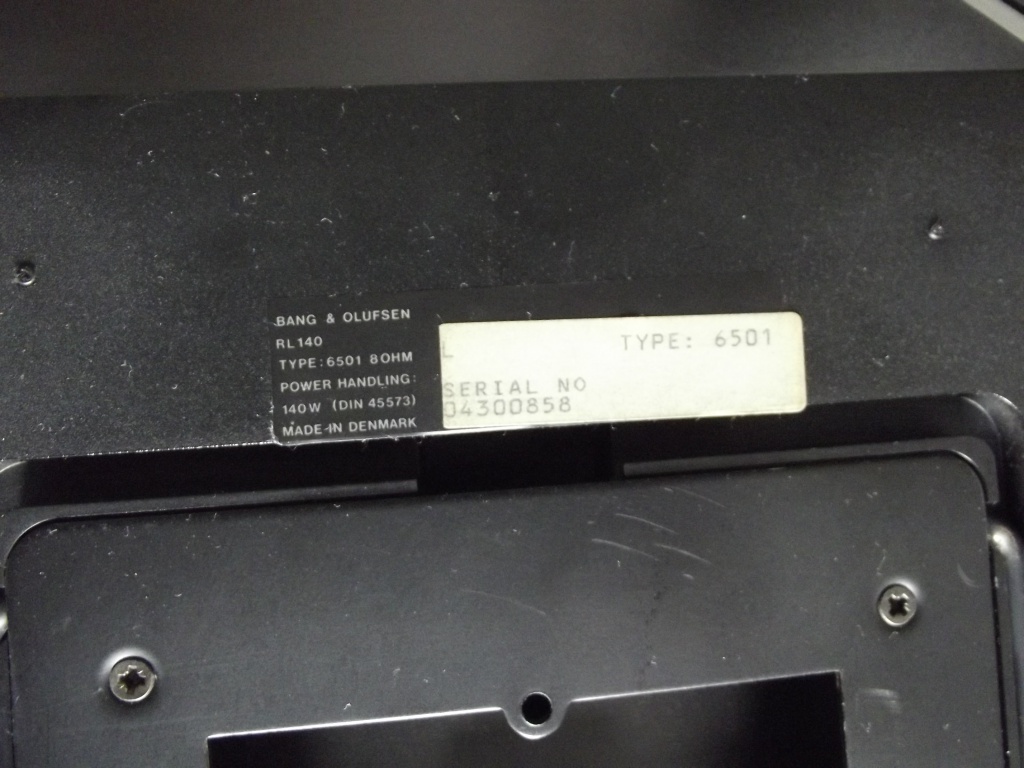 BANG & OLUFSEN
RL140
TYPE:6501 8OHM
POWER HANDLING:
140W (DIN 45573)
MADE-IN DENMARK
L TYPE: 6501
SERIAL NO
04300858